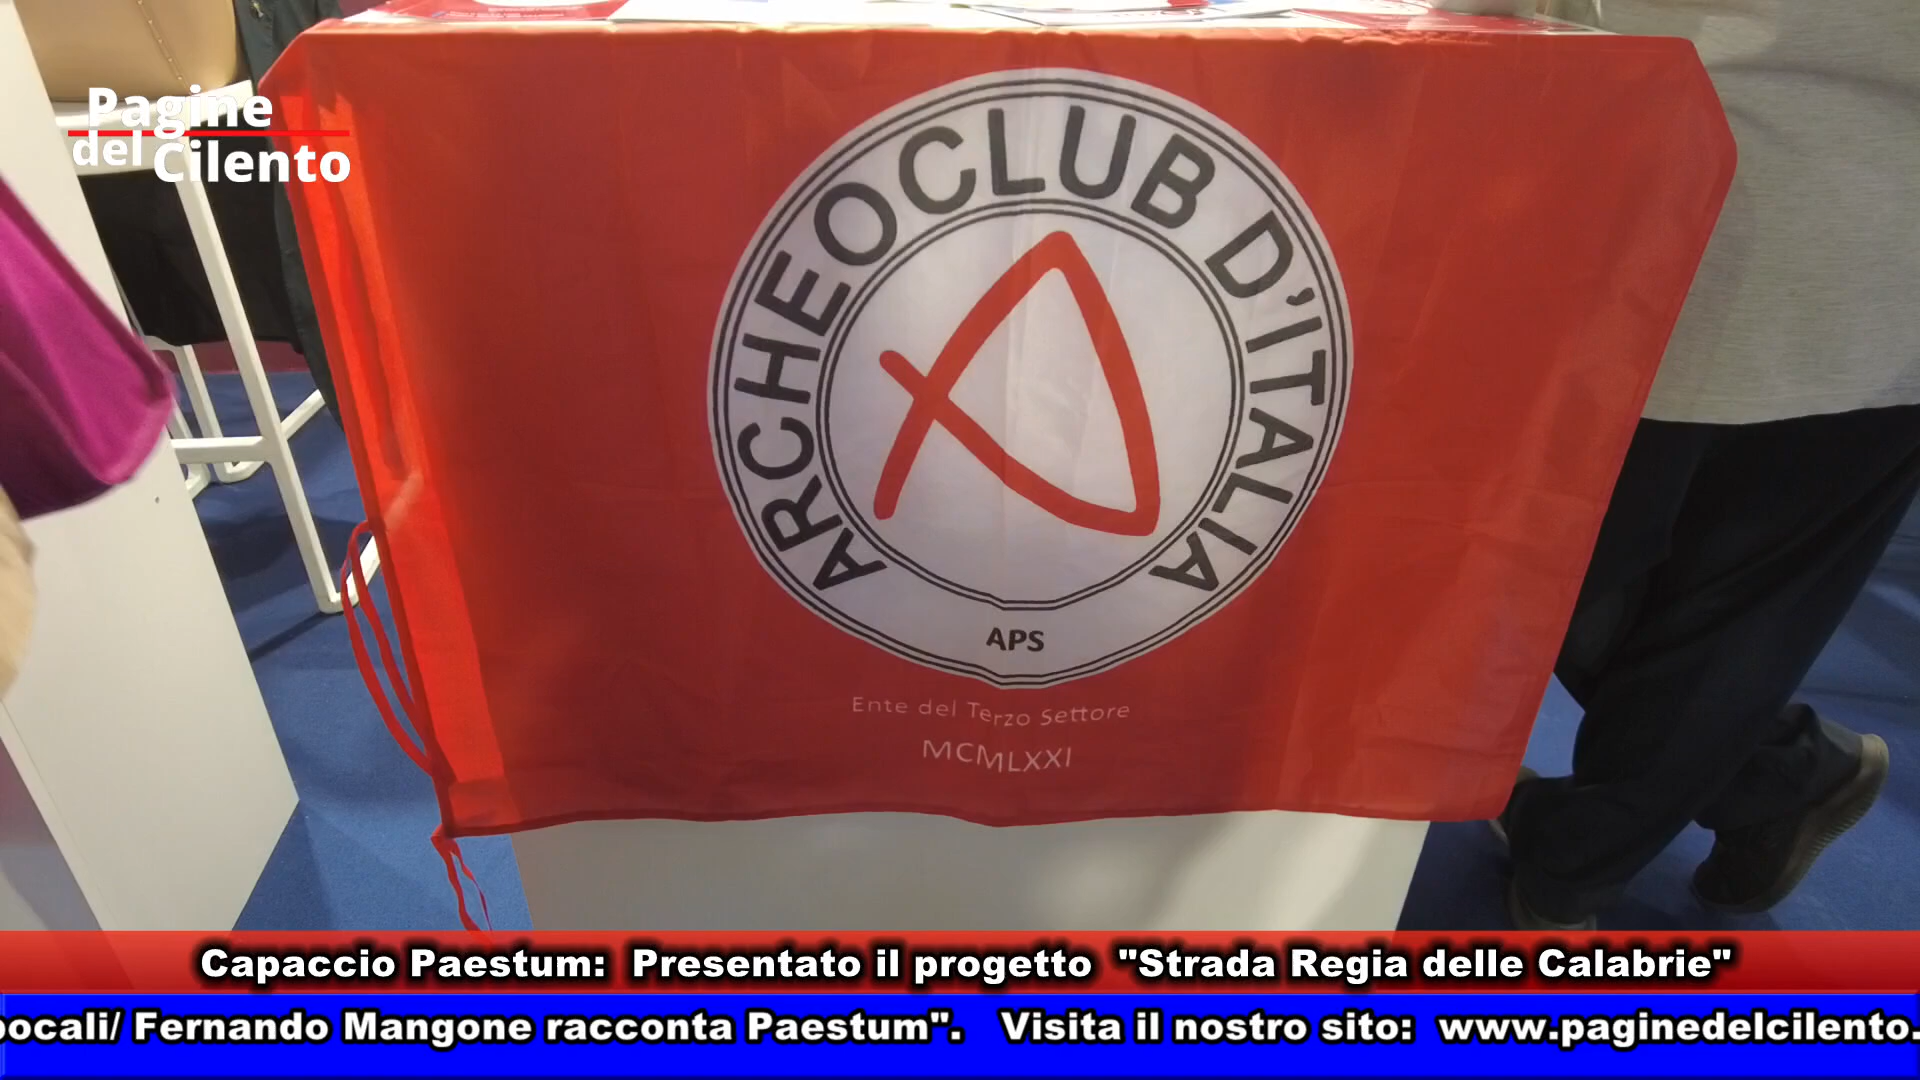 Pagine
del Cilento
ARCHEOCLUB D'ITALIA
APS
Ente del Terzo Settore
MCMLXXI
Capaccio Paestum: Presentato il progetto "Strada Regia delle Calabrie"
Fernando Mangone racconta Paestum". Visita il nostro sito: www.paginedelcilento.